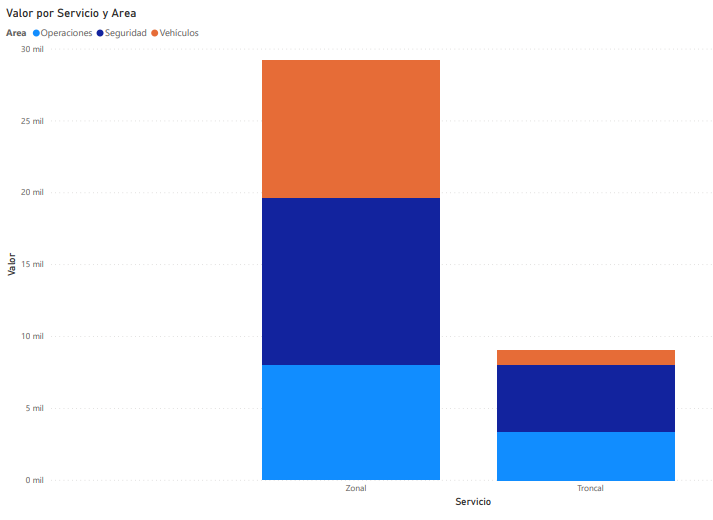 Valor por Servicio y Area
Area Operaciones Seguridad Vehículos
30 mil
25 mil
20 mil
15 mil
10 mil
5 mil
0 mil
Valor
Zonal Troncal
Servicio